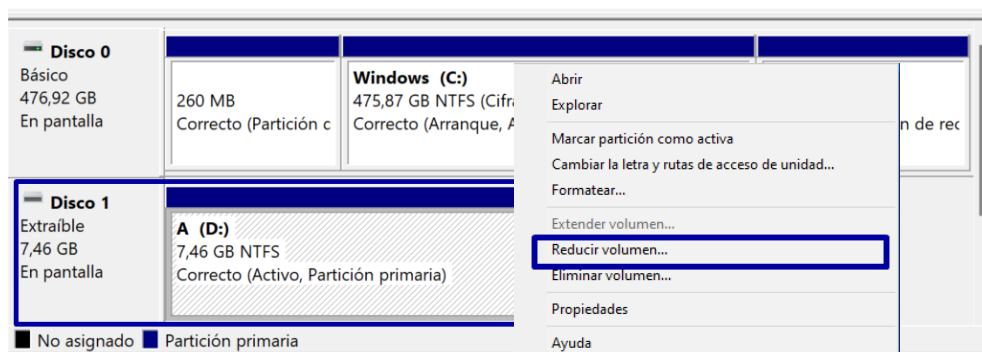 Disco 0
Básico
476,92 GB
En pantalla
260 MB
Correcto (Partición c
Windows (C:)
475,87 GB NTFS (Cifra
Correcto (Arranque, A
n de rec
Disco 1
Extraíble
7,46 GB
En pantalla
A (D:)
7,46 GB NTFS
Correcto (Activo, Partición primaria)
Abrir
Explorar
Marcar partición como activa
Cambiar la letra y rutas de acceso de unidad...
Formatear...
Extender volumen...
Reducir volumen...
Eliminar volumen...
Propiedades
Ayuda
No asignado Partición primaria